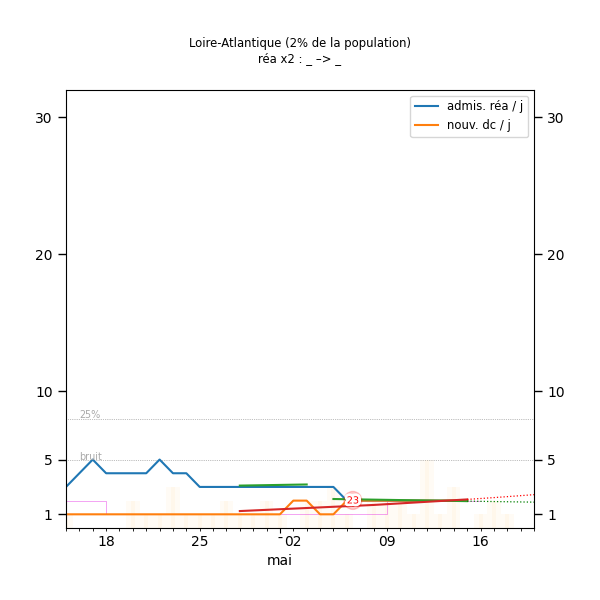 Loire-Atlantique (2% de la population)
réa x2 : _ –> _
admis. réa / j
nouv. dc / j
30
30
20
20
10
10
25%
bruit
5
5
23
1
1
18
25
02
09
16
mai